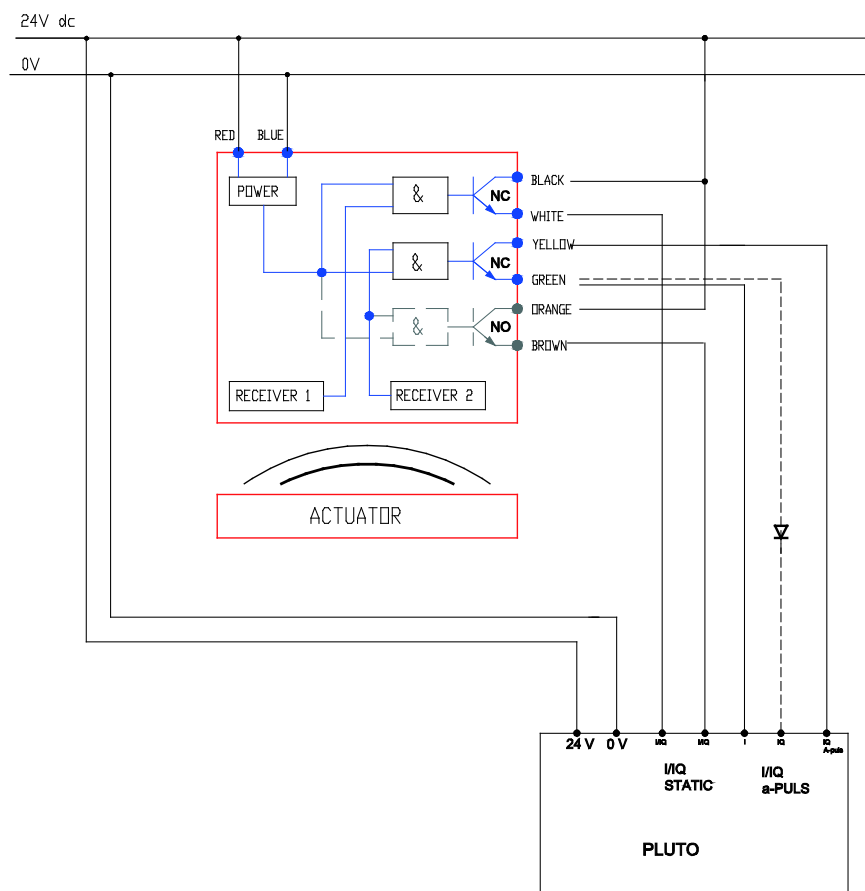 24V dc
0V
RED
BLUE
POWER
&
NC
BLACK
WHITE
&
NC
YELLOW
GREEN
&
NO
ORANGE
BROWN
RECEIVER 1
RECEIVER 2
ACTUATOR
24 V
0 V
I/IQ
I/IQ
I
IQ
IQ
A-puls
I/IQ
STATIC
I/IQ
a-PULS
PLUTO